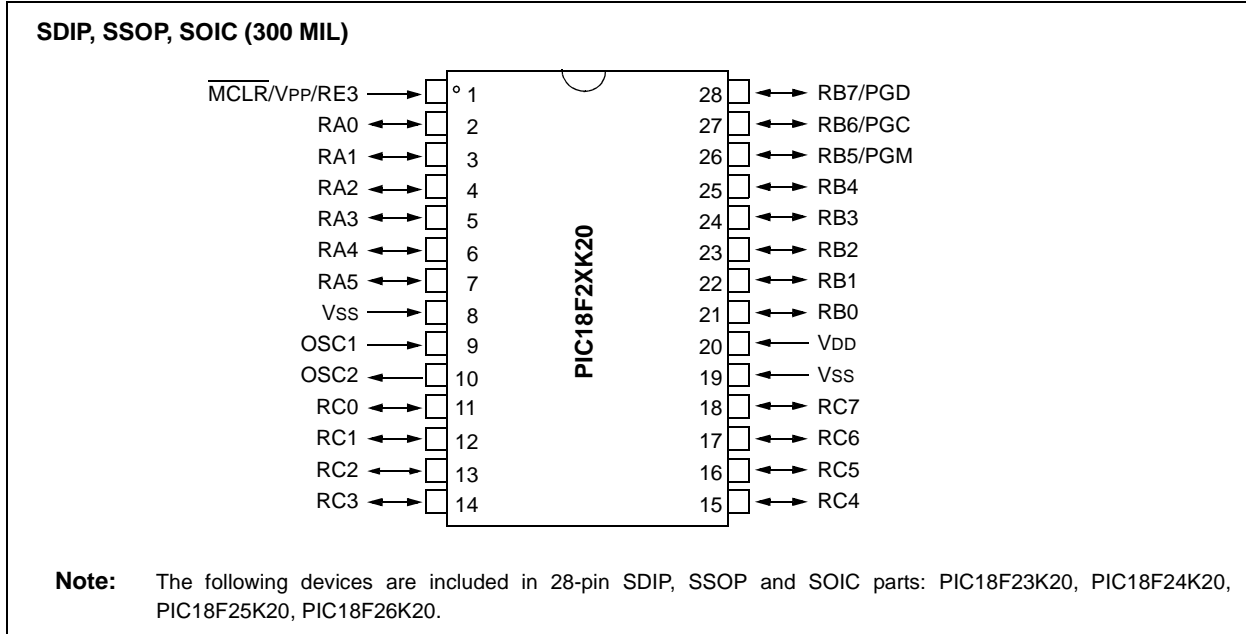 SDIP, SSOP, SOIC (300 MIL)
MCLR/VPP/RE3 1 28 RB7/PGD
RA0 2 27 RB6/PGC
RA1 3 26 RB5/PGM
RA2 4 25 RB4
RA3 5 24 RB3
RA4 6 23 RB2
RA5 7 22 RB1
VSS 8 21 RB0
OSC1 9 20 VDD
OSC2 10 19 VSS
RC0 11 18 RC7
RC1 12 17 RC6
RC2 13 16 RC5
RC3 14 15 RC4
PIC18F2XK20
Note: The following devices are included in 28-pin SDIP, SSOP and SOIC parts: PIC18F23K20, PIC18F24K20,
PIC18F25K20, PIC18F26K20.